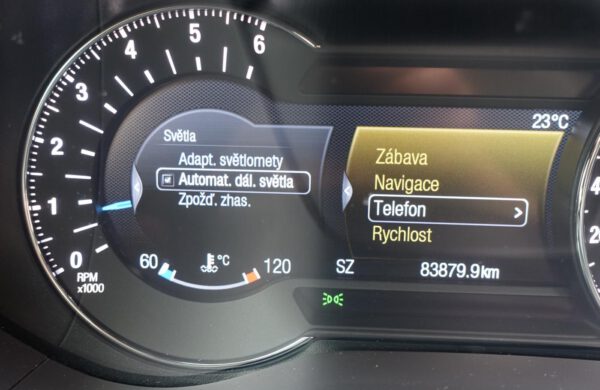 6
5
4
3
2
1
0
RPM
x1000
Světla
Adapt. světlomety
Automat. dál. světla
Zpožď. zhas.
60
°C
120
23°C
Zábava
Navigace
Telefon >
Rychlost
SZ 83879.9km